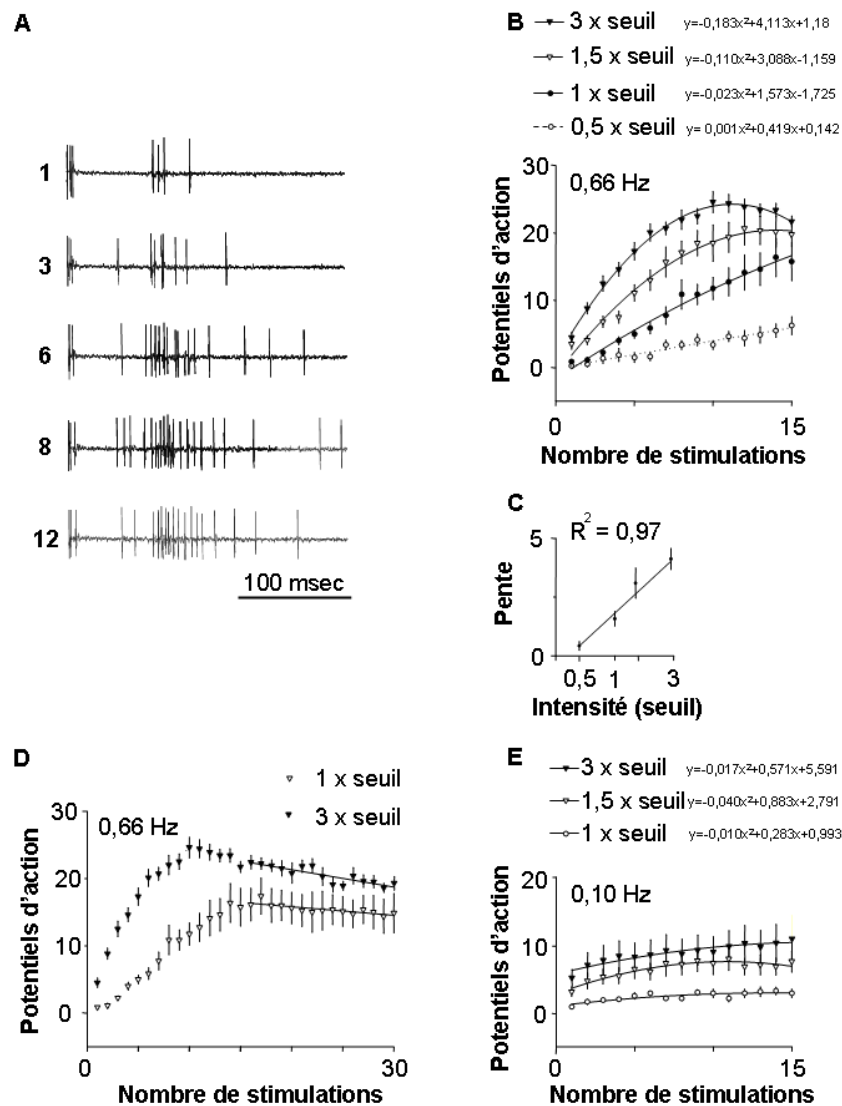 A
1
3
6
8
12
100 msec
B
3 x seuil y=-0,183x²+4,113x+1,18
1,5 x seuil y=-0,110x²+3,088x-1,159
1 x seuil y=-0,023x²+1,573x-1,725
0,5 x seuil y= 0,001x²+0,419x+0,142
30
0,66 Hz
20
10
0
Potentiels d'action
0 15
Nombre de stimulations
C
5
R² = 0,97
Pente
0
0,5 1 3
Intensité (seuil)
D
1 x seuil
3 x seuil
30
0,66 Hz
20
10
0
Potentiels d'action
0 30
Nombre de stimulations
E
3 x seuil y=-0,017x²+0,571x+5,591
1,5 x seuil y=-0,040x²+0,883x+2,791
1 x seuil y=-0,010x²+0,283x+0,993
20
0,10 Hz
10
0
Potentiels d'action
0 15
Nombre de stimulations